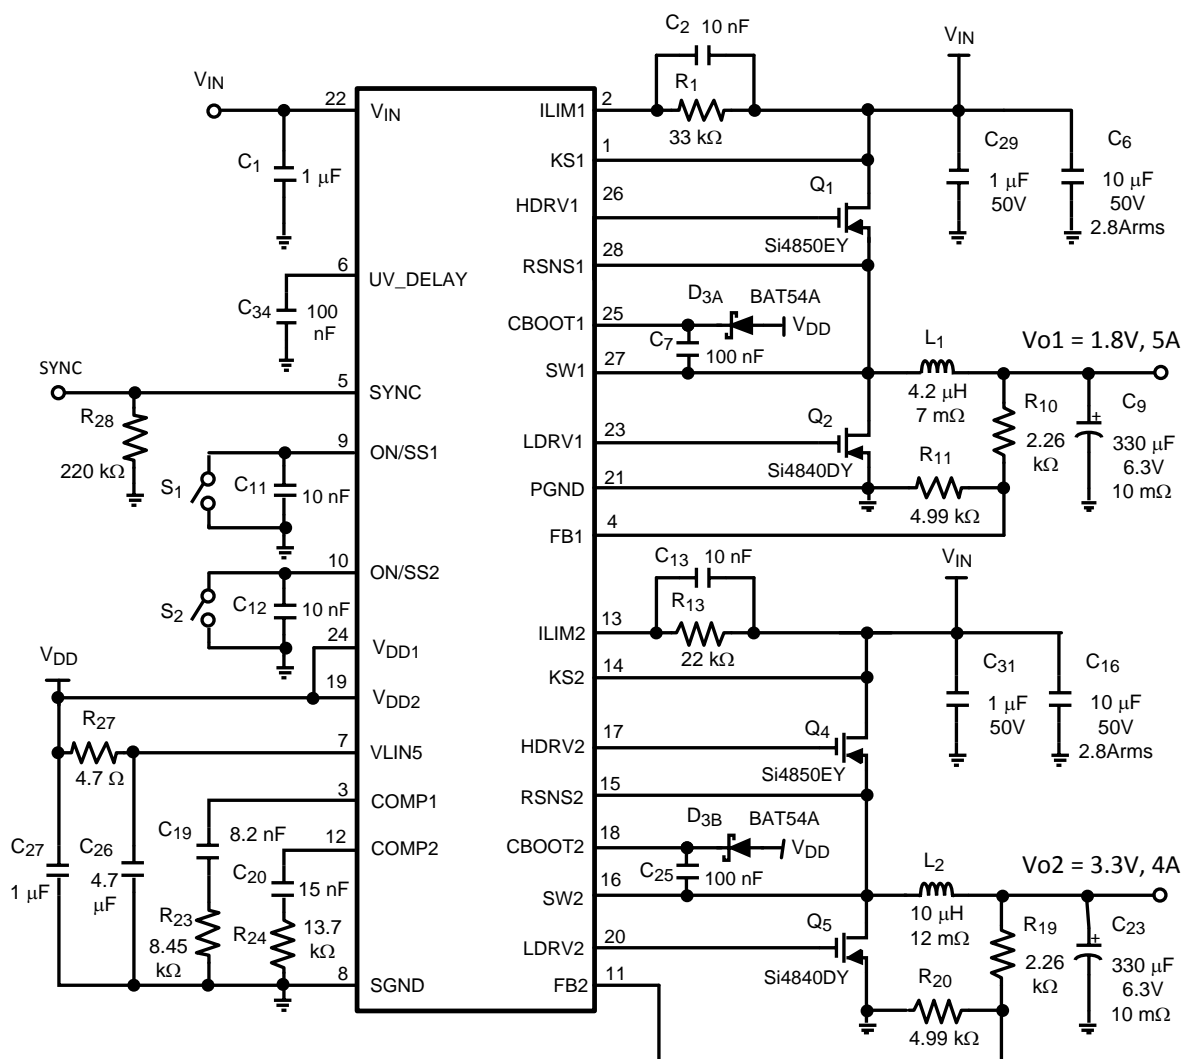 C2 10 nF
R1
33 kΩ
VIN
C29
1 μF
50V
C6
10 μF
50V
2.8Arms
VIN
22
VIN
C1
1 μF
ILIM1
2
KS1
1
HDRV1
26
Q1
Si4850EY
RSNS1
28
6
UV_DELAY
C34
100
nF
CBOOT1
25
D3A
BAT54A
VDD
C7
100 nF
SW1
27
L1
4.2 μH
7 mΩ
Vo1 = 1.8V, 5A
SYNC
5
SYNC
R28
220 kΩ
LDRV1
23
Q2
Si4840DY
R10
2.26
kΩ
C9
+
330 μF
6.3V
10 mΩ
9
ON/SS1
S1
C11
10 nF
PGND
21
R11
4.99 kΩ
FB1
4
10
ON/SS2
S2
C12
10 nF
C13
10 nF
R13
22 kΩ
VIN
ILIM2
13
C31
1 μF
50V
C16
10 μF
50V
2.8Arms
24
VDD1
VDD
19
VDD2
KS2
14
R27
4.7 Ω
7
VLIN5
HDRV2
17
Q4
Si4850EY
3
COMP1
RSNS2
15
C19
8.2 nF
12
COMP2
CBOOT2
18
D3B
BAT54A
VDD
C25
100 nF
C27
1 μF
C26
4.7
μF
C20
15 nF
SW2
16
L2
10 μH
12 mΩ
Vo2 = 3.3V, 4A
R23
8.45
kΩ
R24
13.7
kΩ
LDRV2
20
Q5
Si4840DY
R19
2.26
kΩ
C23
+
330 μF
6.3V
10 mΩ
8
SGND
FB2
11
R20
4.99 kΩ